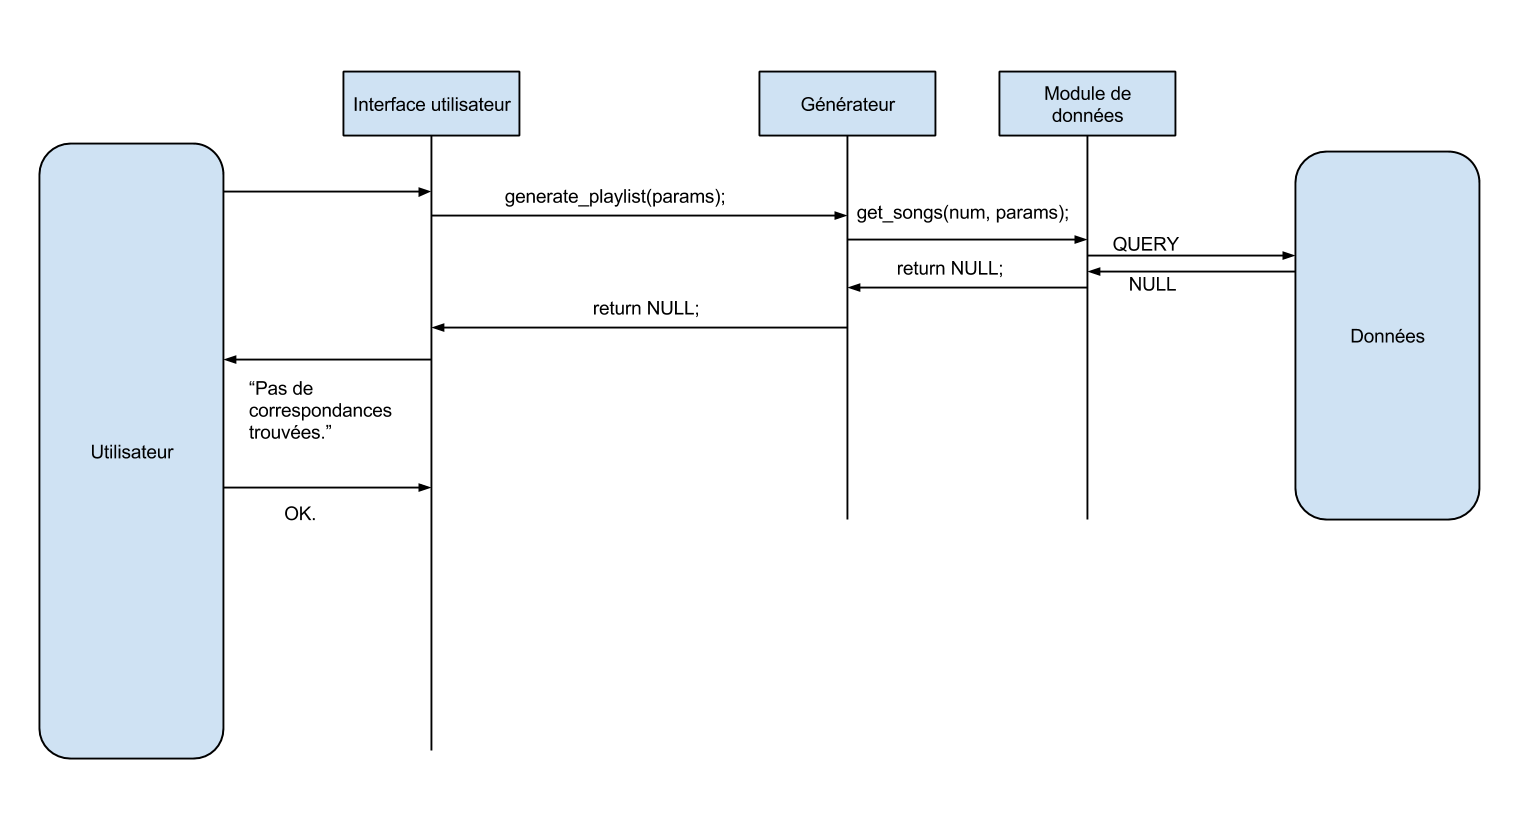 Interface utilisateur
Générateur
Module de
données
generate_playlist(params);
get_songs(num, params);
QUERY
return NULL;
NULL
return NULL;
Données
“Pas de
correspondances
trouvées.”
Utilisateur
OK.